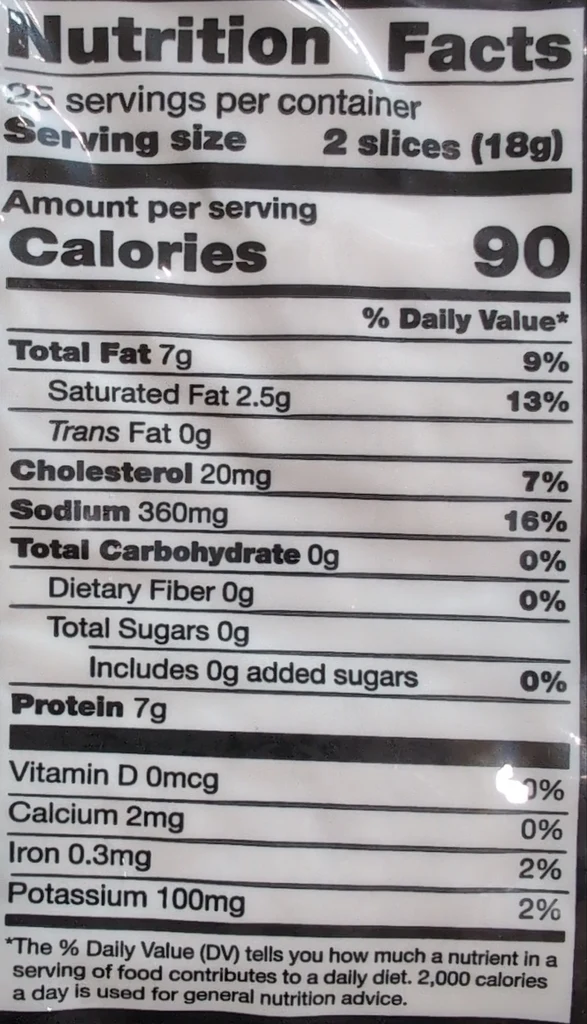 Nutrition Facts
25 servings per container
Serving size 2 slices (18g)
Amount per serving
Calories 90
% Daily Value*
Total Fat 7g 9%
Saturated Fat 2.5g 13%
Trans Fat 0g
Cholesterol 20mg 7%
Sodium 360mg 16%
Total Carbohydrate 0g 0%
Dietary Fiber 0g 0%
Total Sugars 0g
Includes 0g added sugars 0%
Protein 7g
Vitamin D 0mcg 0%
Calcium 2mg 0%
Iron 0.3mg 2%
Potassium 100mg 2%
*The % Daily Value (DV) tells you how much a nutrient in a
serving of food contributes to a daily diet. 2,000 calories
a day is used for general nutrition advice.